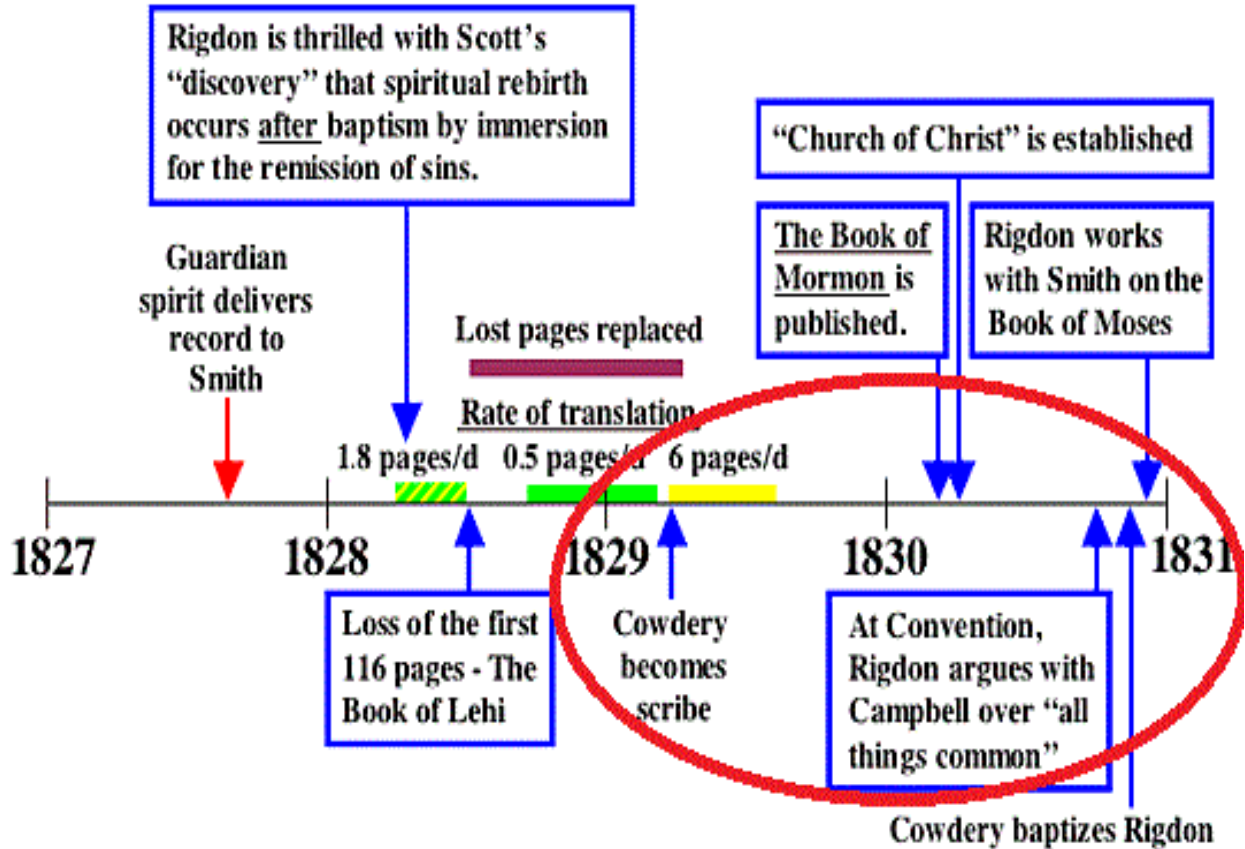 Rigdon is thrilled with Scott's
“discovery” that spiritual rebirth
occurs after baptism by immersion
for the remission of sins.
“Church of Christ” is established
The Book of
Mormon is
published.
Rigdon works
with Smith on the
Book of Moses
Guardian
spirit delivers
record to
Smith
Lost pages replaced
Rate of translation
1.8 pages/d 0.5 pages/d 6 pages/d
1827 1828 1829 1830 1831
Loss of the first
116 pages - The
Book of Lehi
Cowdery
becomes
scribe
At Convention,
Rigdon argues with
Campbell over “all
things common”
Cowdery baptizes Rigdon